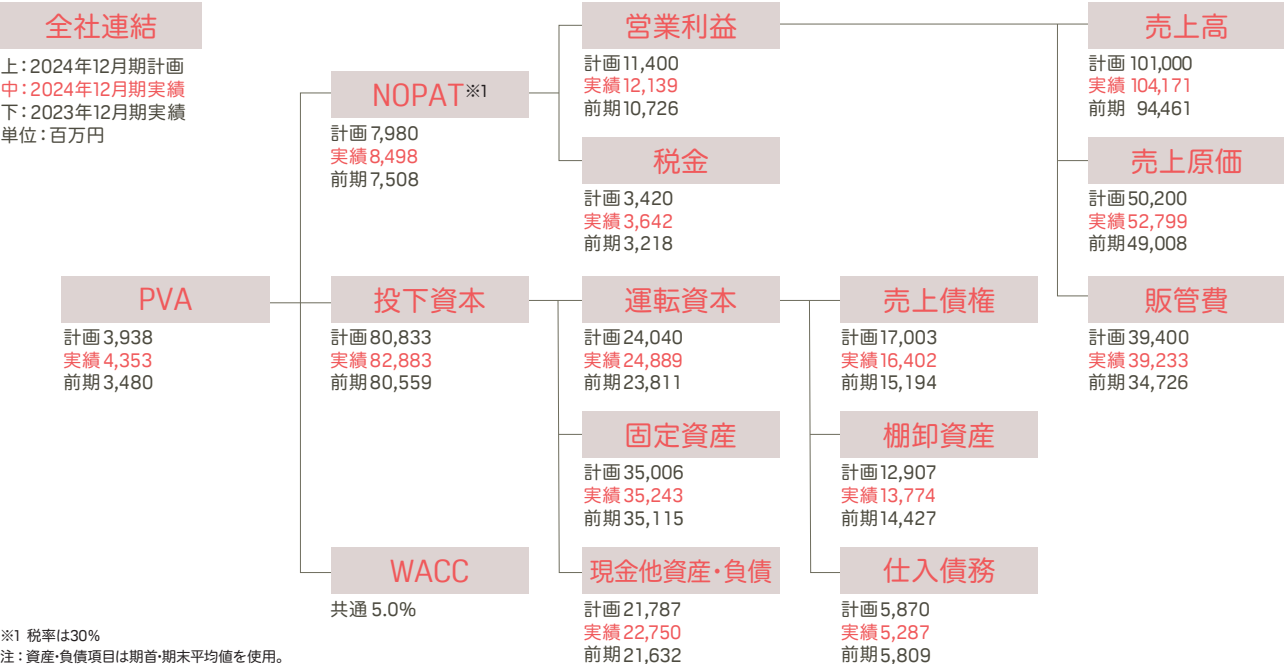 全社連結
上：2024年12月期計画
中：2024年12月期実績
下：2023年12月期実績
単位：百万円
PVA
計画 3,938
実績 4,353
前期 3,480
NOPAT※1
計画 7,980
実績 8,498
前期 7,508
投下資本
計画 80,833
実績 82,883
前期 80,559
WACC
共通 5.0%
営業利益
計画 11,400
実績 12,139
前期 10,726
税金
計画 3,420
実績 3,642
前期 3,218
運転資本
計画 24,040
実績 24,889
前期 23,811
固定資産
計画 35,006
実績 35,243
前期 35,115
現金他資産・負債
計画 21,787
実績 22,750
前期 21,632
売上債権
計画 17,003
実績 16,402
前期 15,194
棚卸資産
計画 12,907
実績 13,774
前期 14,427
仕入債務
計画 5,870
実績 5,287
前期 5,809
売上高
計画 101,000
実績 104,171
前期 94,461
売上原価
計画 50,200
実績 52,799
前期 49,008
販管費
計画 39,400
実績 39,233
前期 34,726
※1 税率は30%
注：資産・負債項目は期首・期末平均値を使用。